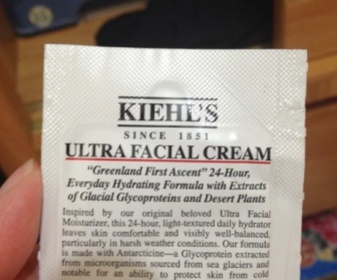 KIEHL'S
SINCE 1851
ULTRA FACIAL CREAM
"Greenland First Ascent" 24-Hour,
Everyday Hydrating Formula with Extracts
of Glacial Glycoproteins and Desert Plants
Inspired by our original beloved Ultra Facial
Moisturizer, this 24-hour, light-textured daily hydrator
leaves skin comfortable and visibly well-balanced,
particularly in harsh weather conditions. Our formula
is made with Antarcticine—a Glycoprotein extracted
from microorganisms sourced from sea glaciers and
notable for an ability to protect skin from cold